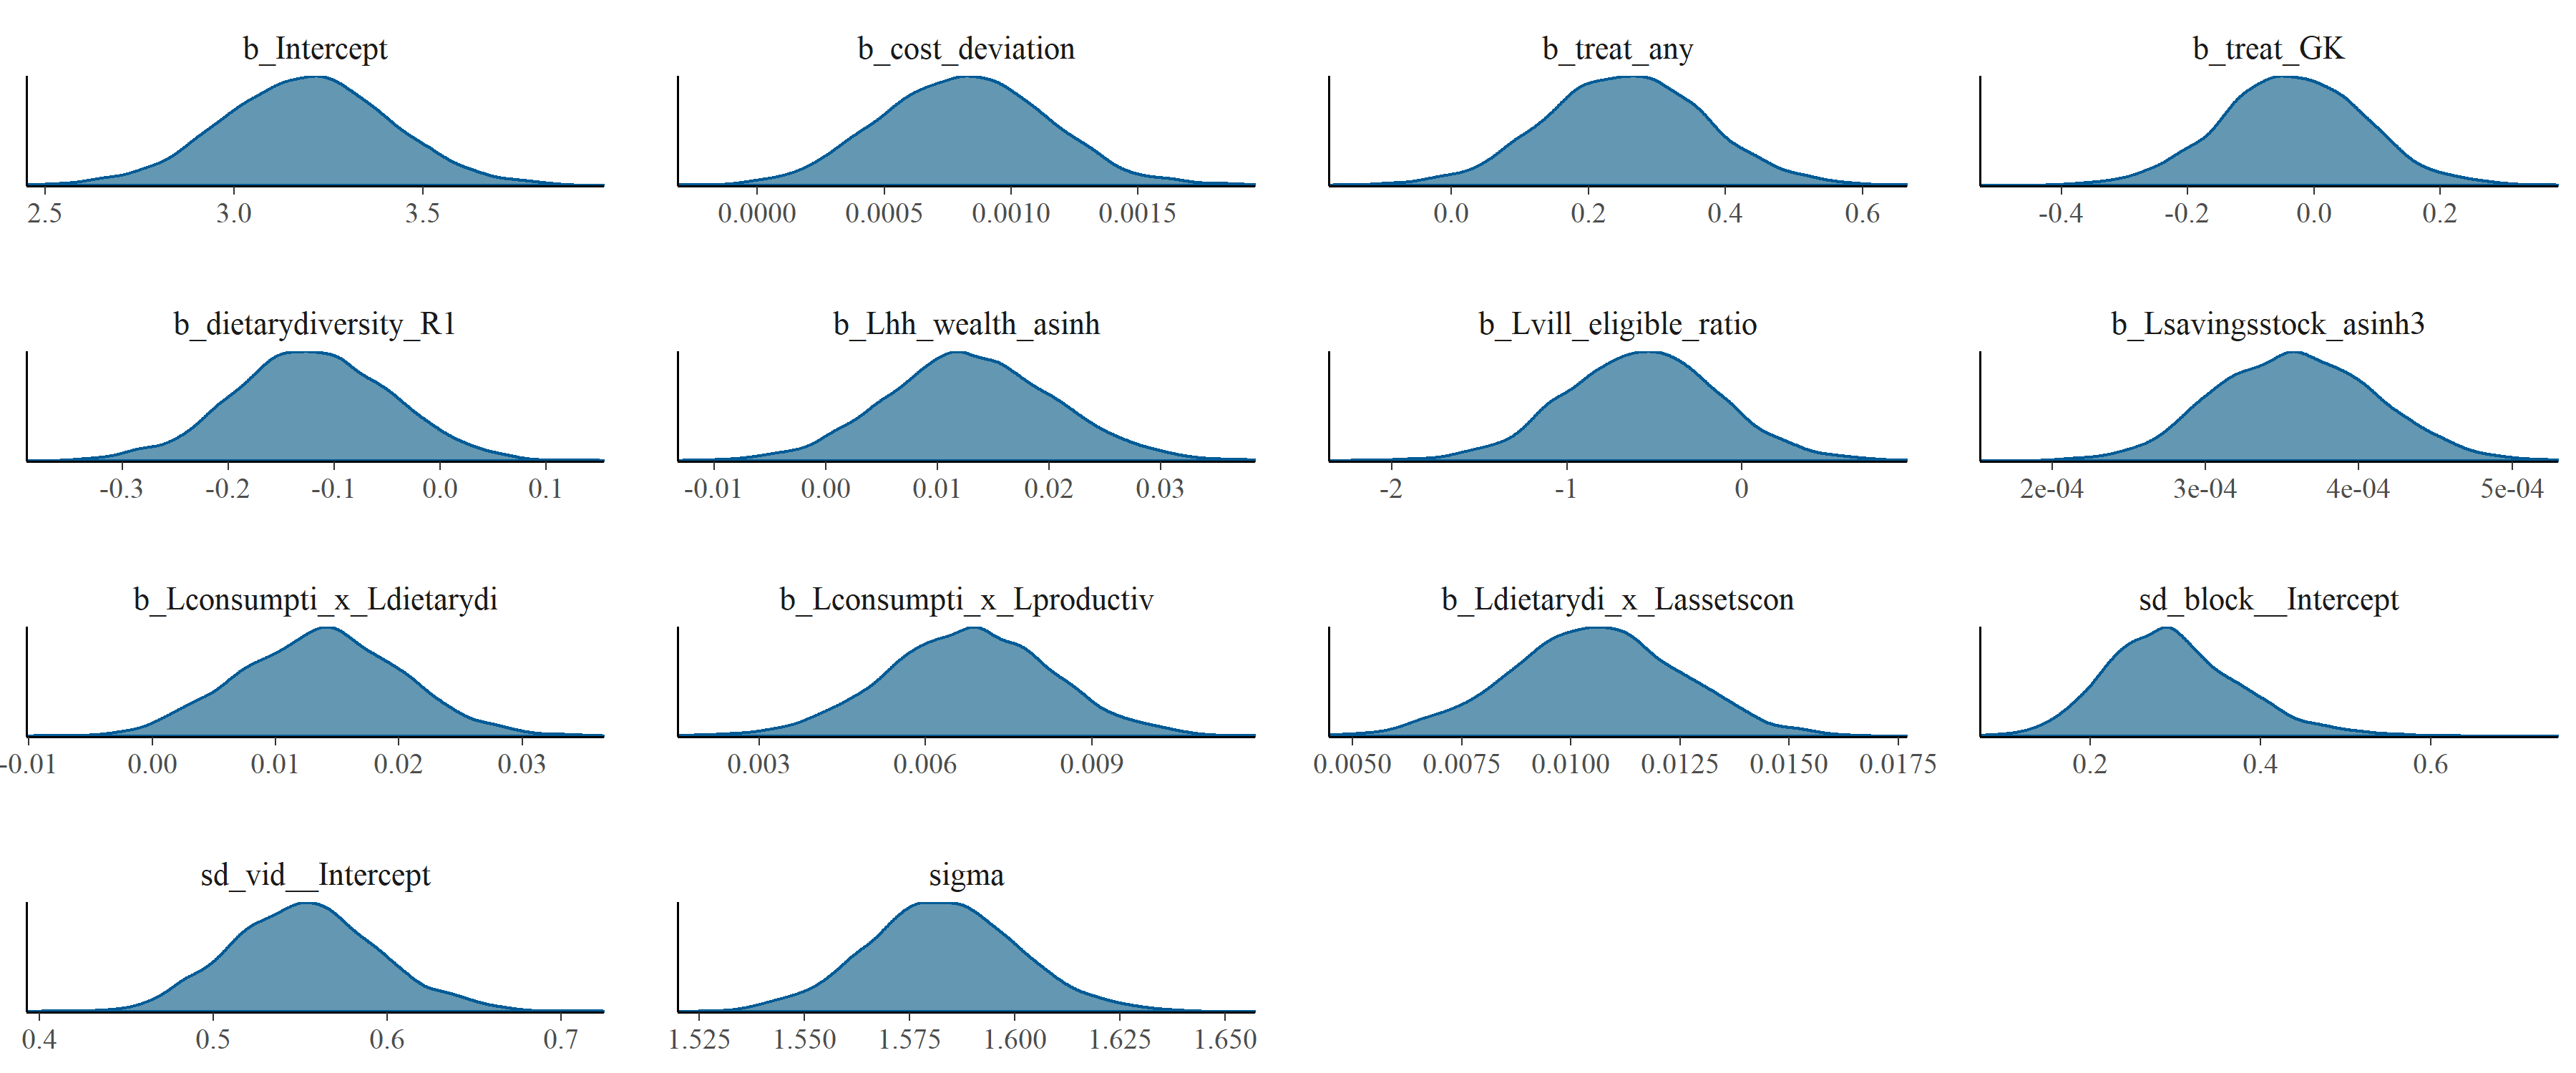 b_Intercept b_cost_deviation b_treat_any b_treat_GK
2.5 3.0 3.5 0.0000 0.0005 0.0010 0.0015 0.0 0.2 0.4 0.6 -0.4 -0.2 0.0 0.2
b_dietarydiversity_R1 b_Lhh_wealth_asinh b_Lvill_eligible_ratio b_Lsavingsstock_asinh3
-0.3 -0.2 -0.1 0.0 0.1 -0.01 0.00 0.01 0.02 0.03 -2 -1 0 2e-04 3e-04 4e-04 5e-04
b_Lconsumpti_x_Ldietarydi b_Lconsumpti_x_Lproductiv b_Ldietarydi_x_Lassetscon sd_block__Intercept
-0.01 0.00 0.01 0.02 0.03 0.003 0.006 0.009 0.0050 0.0075 0.0100 0.0125 0.0150 0.0175 0.2 0.4 0.6
sd_vid__Intercept sigma
0.4 0.5 0.6 0.7 1.525 1.550 1.575 1.600 1.625 1.650